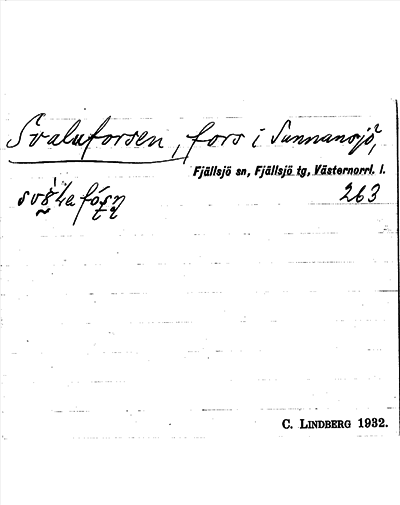 Svaluforsen, fors i Sunnansjö,
Fjällsjö sn, Fjällsjö tg, Västernorrl. l.
263
C. LINDBERG 1932.